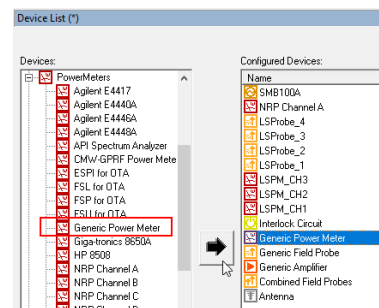 Device List (*)
Devices:
PowerMeters
Agilent E4417
Agilent E4440A
Agilent E4446A
Agilent E4448A
API Spectrum Analyzer
CMW-GPRF Power Mete
ESPI for OTA
FSL for OTA
FSP for OTA
FSU for OTA
Generic Power Meter
Giga-tronics 8650A
HP 8508
NRP Channel A
NRP Channel B
NRP Channel C
Configured Devices:
Name
SMB100A
NRP Channel A
LSProbe_4
LSProbe_3
LSProbe_2
LSProbe_1
LSPM_CH3
LSPM_CH2
LSPM_CH1
Interlock Circuit
Generic Power Meter
Generic Field Probe
Generic Amplifier
Combined Field Probes
Antenna